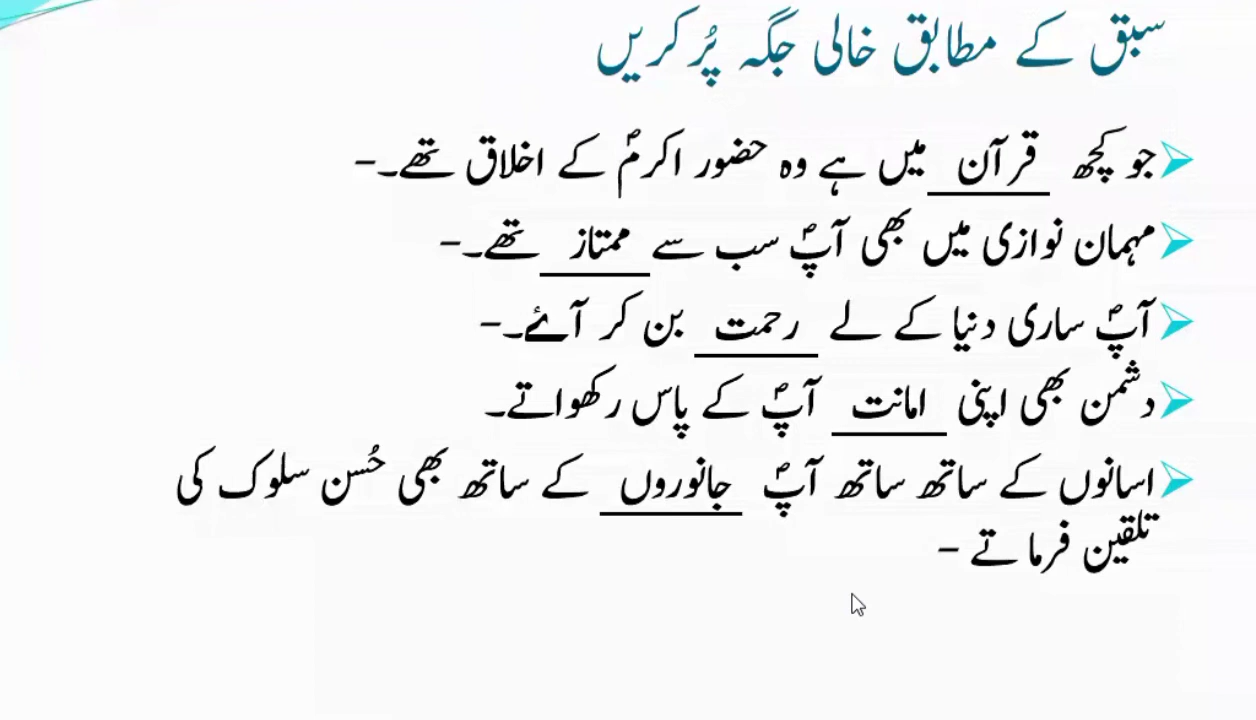 سبق کے مطابق خالی جگہ پُر کریں
جو کچھ قرآن میں ہے وہ حضور اکرمؐ کے اخلاق تھے۔-
مہمان نوازی میں بھی آپؐ سب سے ممتاز تھے۔-
آپؐ ساری دنیا کے لے رحمت بن کر آۓ۔-
دشمن بھی اپنی امانت آپؐ کے پاس رکھواتے۔
اسانوں کے ساتھ ساتھ آپؐ جانوروں کے ساتھ بھی حُسن سلوک کی
تلقین فرماتے -